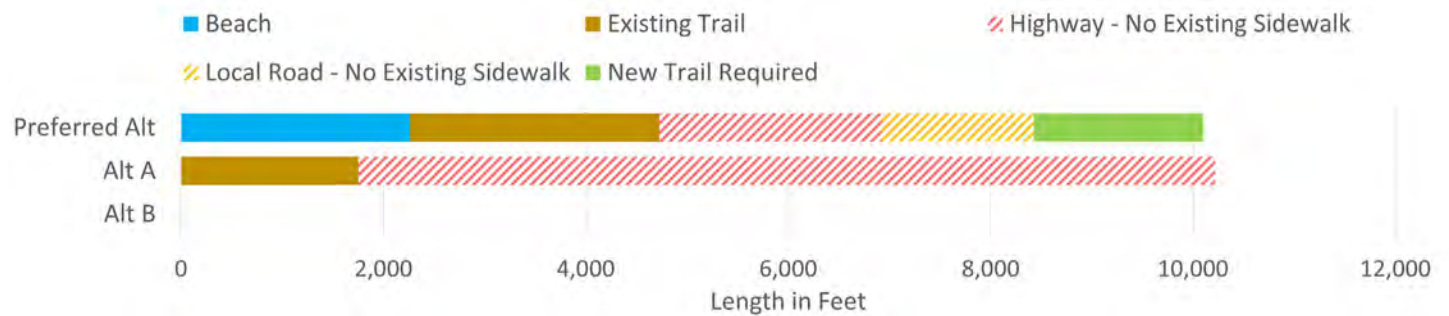 Beach Existing Trail Highway - No Existing Sidewalk
Local Road - No Existing Sidewalk New Trail Required
Preferred Alt
Alt A
Alt B
0 2,000 4,000 6,000 8,000 10,000 12,000
Length in Feet